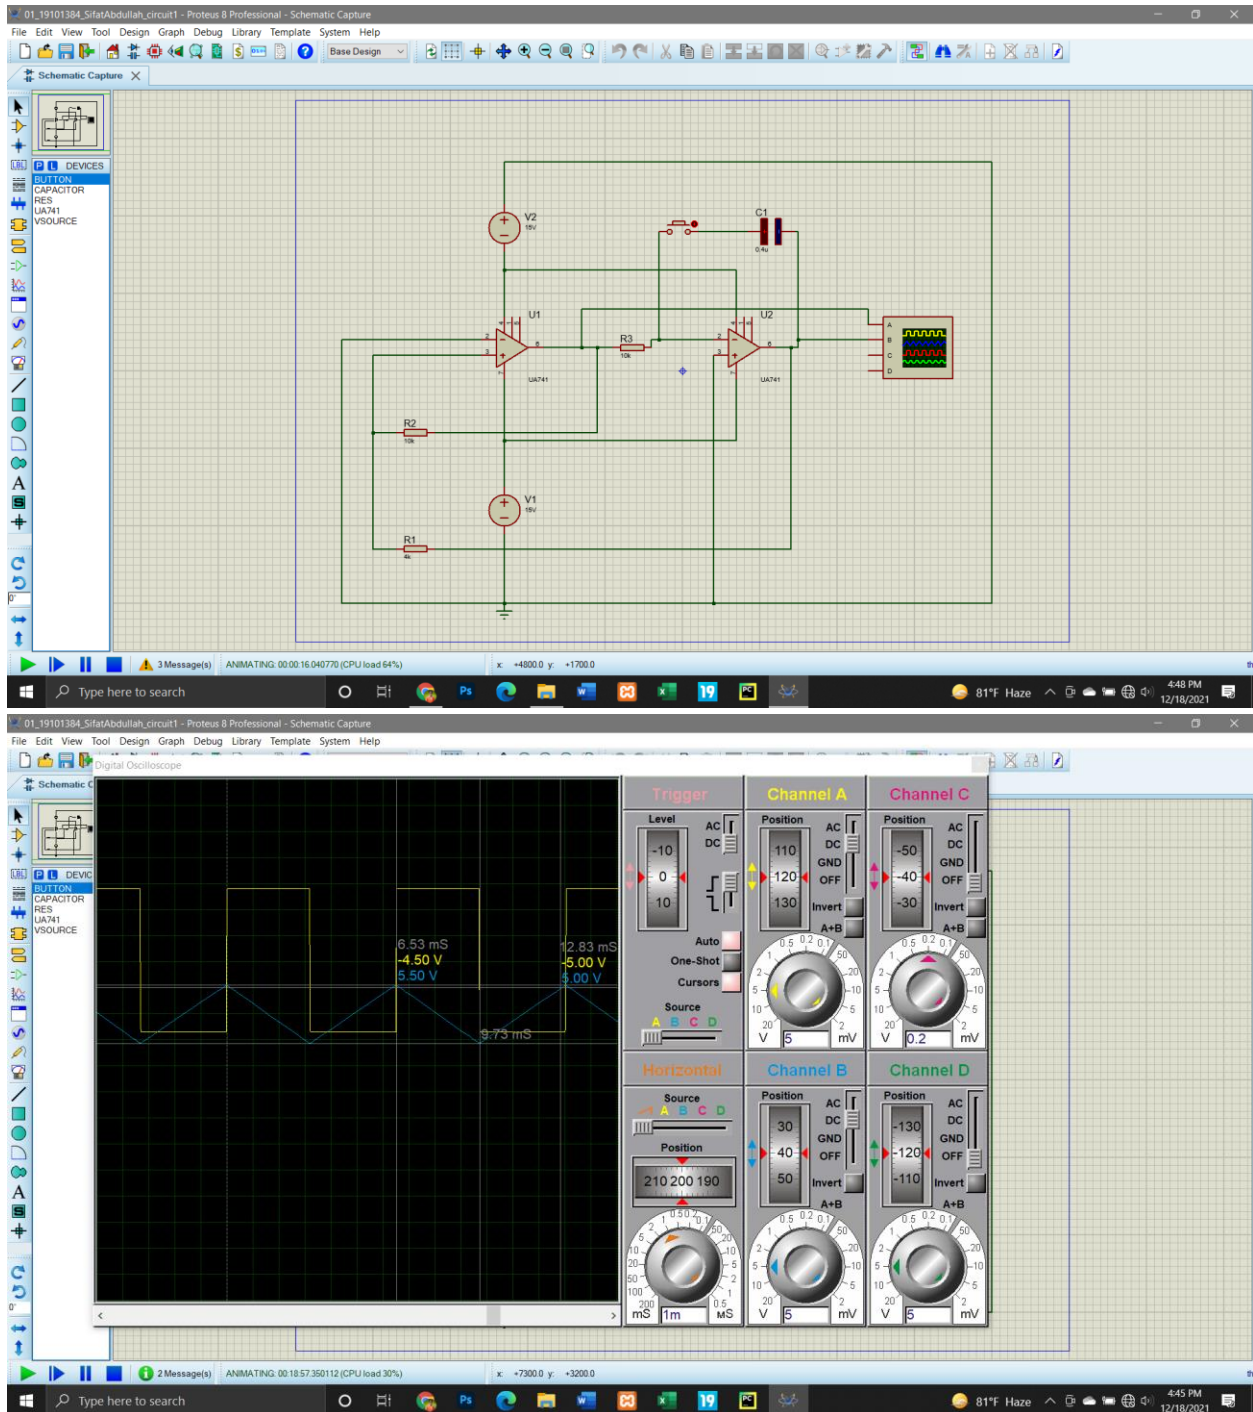 01_19101384_SifatAbdullah_circuit1 - Proteus 8 Professional - Schematic Capture
File Edit View Tool Design Graph Debug Library Template System Help
Base Design
Schematic Capture X
P L DEVICES
BUTTON
CAPACITOR
RES
UA741
VSOURCE
LBL
A
S
0°
V2
15V
C1
0.4u
U1
UA741
R3
10k
U2
UA741
A
B
C
D
R2
10k
V1
15V
R1
4k
3 Message(s) ANIMATING: 00:00:16.040770 (CPU load 64%) x: +4800.0 y: +1700.0
Type here to search
81°F Haze
4:48 PM
12/18/2021
01_19101384_SifatAbdullah_circuit1 - Proteus 8 Professional - Schematic Capture
File Edit View Tool Design Graph Debug Library Template System Help
Digital Oscilloscope
Schematic C
P L DEVIC
BUTTON
CAPACITOR
RES
UA741
VSOURCE
LBL
A
S
0°
6.53 mS
-4.50 V
5.50 V
12.83 mS
-5.00 V
5.00 V
9.73 mS
Trigger
Level
-10
0
10
AC
DC
Auto
One-Shot
Cursors
Source
A B C D
Channel A
Position
110
120
130
AC
DC
GND
OFF
Invert
A+B
V 5 mV
Channel C
Position
-50
-40
-30
AC
DC
GND
OFF
Invert
A+B
V 0.2 mV
Horizontal
Source
A B C D
Position
210 200 190
mS 1m µS
Channel B
Position
30
40
50
AC
DC
GND
OFF
Invert
A+B
V 5 mV
Channel D
Position
-130
-120
-110
AC
DC
GND
OFF
Invert
A+B
V 5 mV
2 Message(s) ANIMATING: 00:18:57.350112 (CPU load 30%) x: +7300.0 y: +3200.0
Type here to search
81°F Haze
4:45 PM
12/18/2021